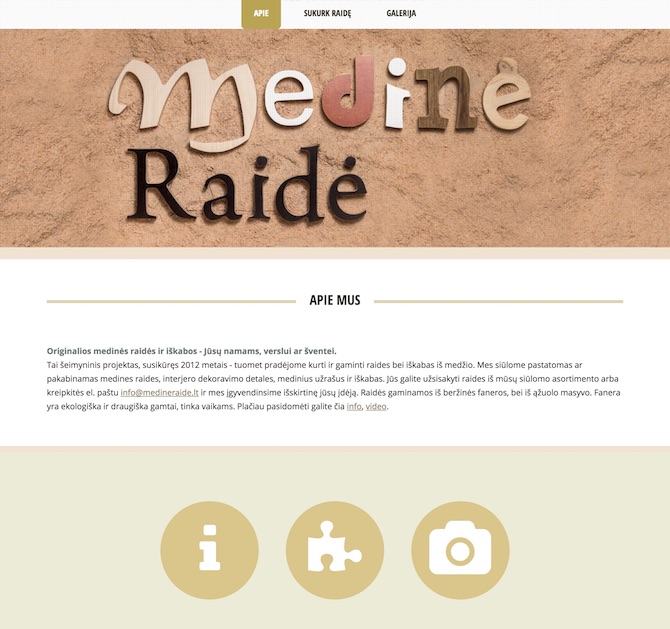 APIE SUKURK RAIDĘ GALERIJA
Medinė
Raidė
APIE MUS
Originalios medinės raidės ir iškabos - Jūsų namams, verslui ar šventei.
Tai šeimyninis projektas, susikūręs 2012 metais - tuomet pradėjome kurti ir gaminti raides bei iškabas iš medžio. Mes siūlome pastatomas ar
pakabinamas medines raides, interjero dekoravimo detales, medinius užrašus ir iškabas. Jūs galite užsisakyti raides iš mūsų siūlomo asortimento arba
kreipkitės el. paštu info@medineraide.lt ir mes įgyvendinsime išskirtinę jūsų idėją. Raidės gaminamos iš beržinės faneros, bei iš ąžuolo masyvo. Fanera
yra ekologiška ir draugiška gamtai, tinka vaikams. Plačiau pasidomėti galite čia info, video.